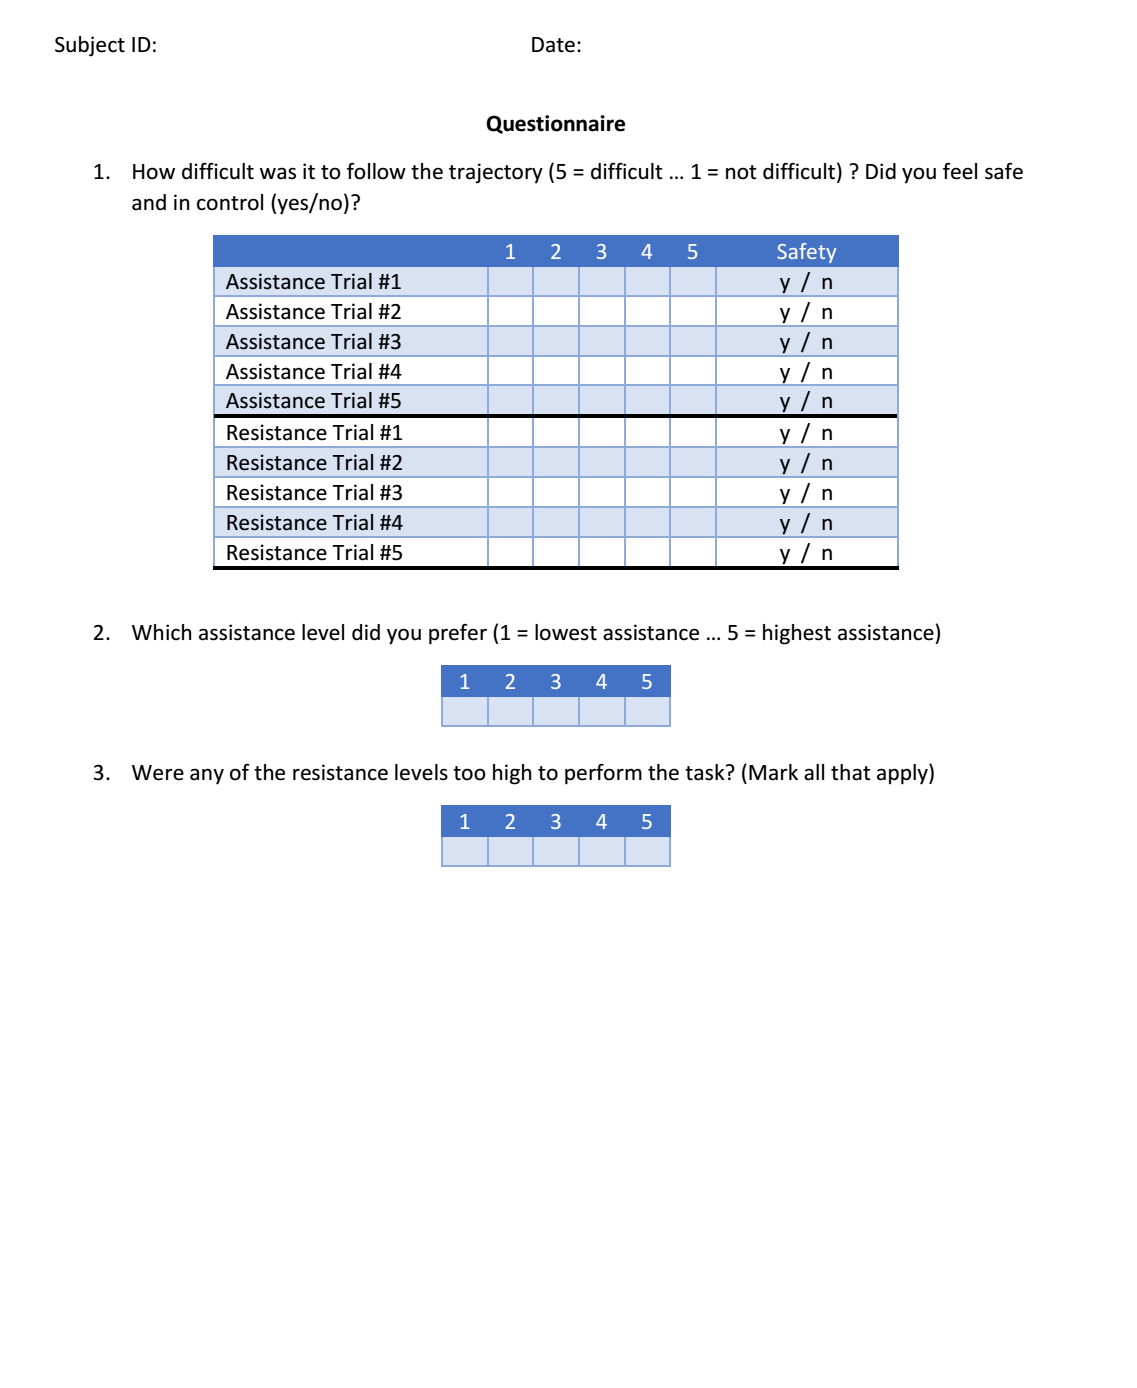 Subject ID: Date:
Questionnaire
1. How difficult was it to follow the trajectory (5 = difficult ... 1 = not difficult) ? Did you feel safe
and in control (yes/no)?
1 2 3 4 5 Safety
Assistance Trial #1 y / n
Assistance Trial #2 y / n
Assistance Trial #3 y / n
Assistance Trial #4 y / n
Assistance Trial #5 y / n
Resistance Trial #1 y / n
Resistance Trial #2 y / n
Resistance Trial #3 y / n
Resistance Trial #4 y / n
Resistance Trial #5 y / n
2. Which assistance level did you prefer (1 = lowest assistance ... 5 = highest assistance)
1 2 3 4 5
3. Were any of the resistance levels too high to perform the task? (Mark all that apply)
1 2 3 4 5